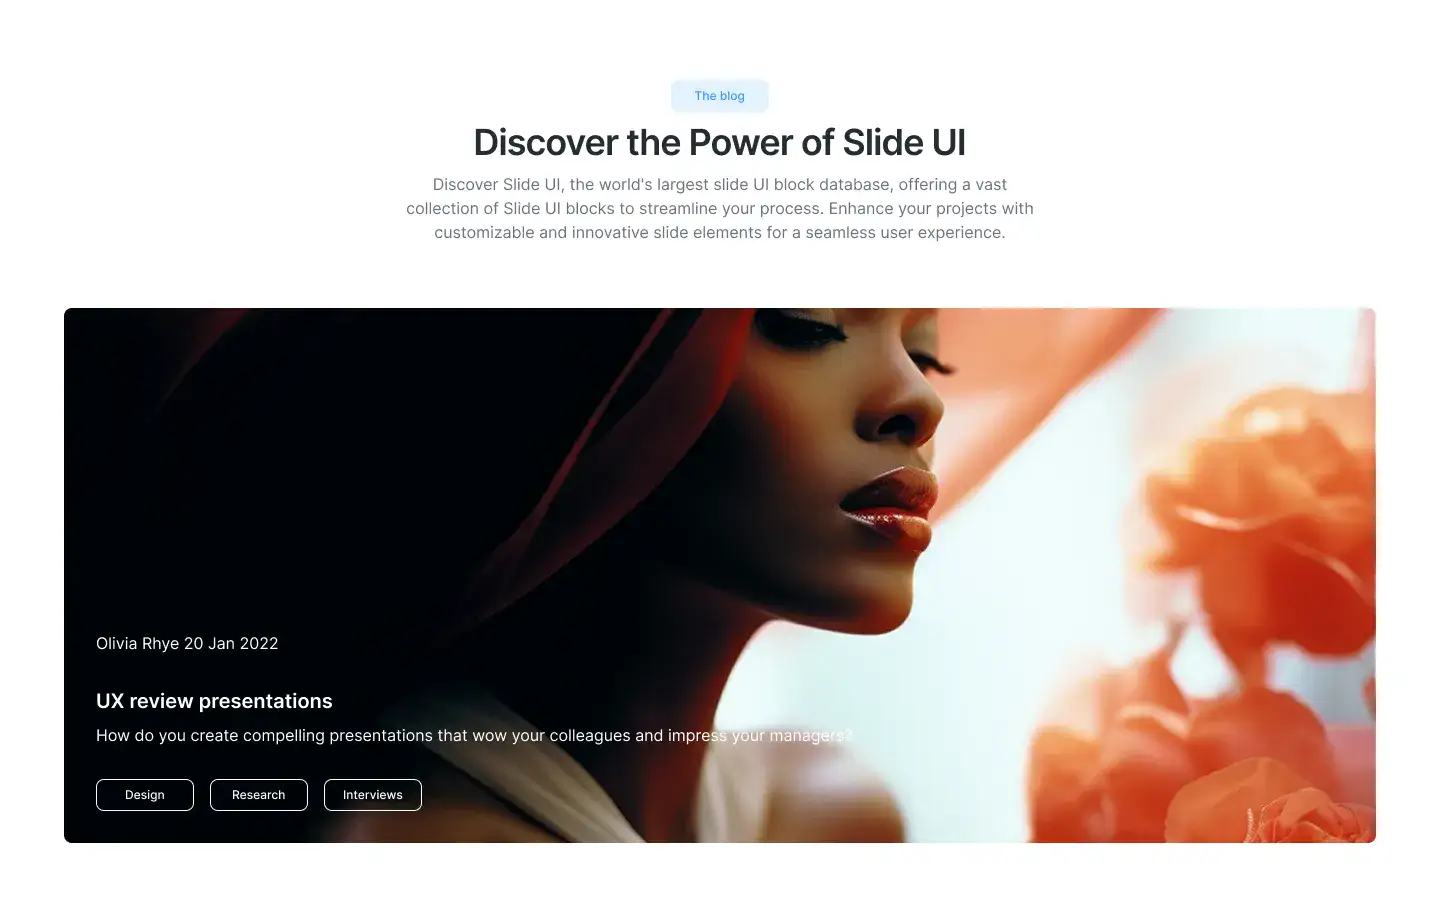 The blog
Discover the Power of Slide UI
Discover Slide UI, the world's largest slide UI block database, offering a vast
collection of Slide UI blocks to streamline your process. Enhance your projects with
customizable and innovative slide elements for a seamless user experience.
Olivia Rhye 20 Jan 2022
UX review presentations
How do you create compelling presentations that wow your colleagues and impress your managers?
Design
Research
Interviews